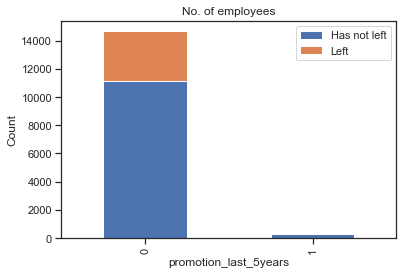 No. of employees
Has not left
Left
Count
14000
12000
10000
8000
6000
4000
2000
0
0
1
promotion_last_5years